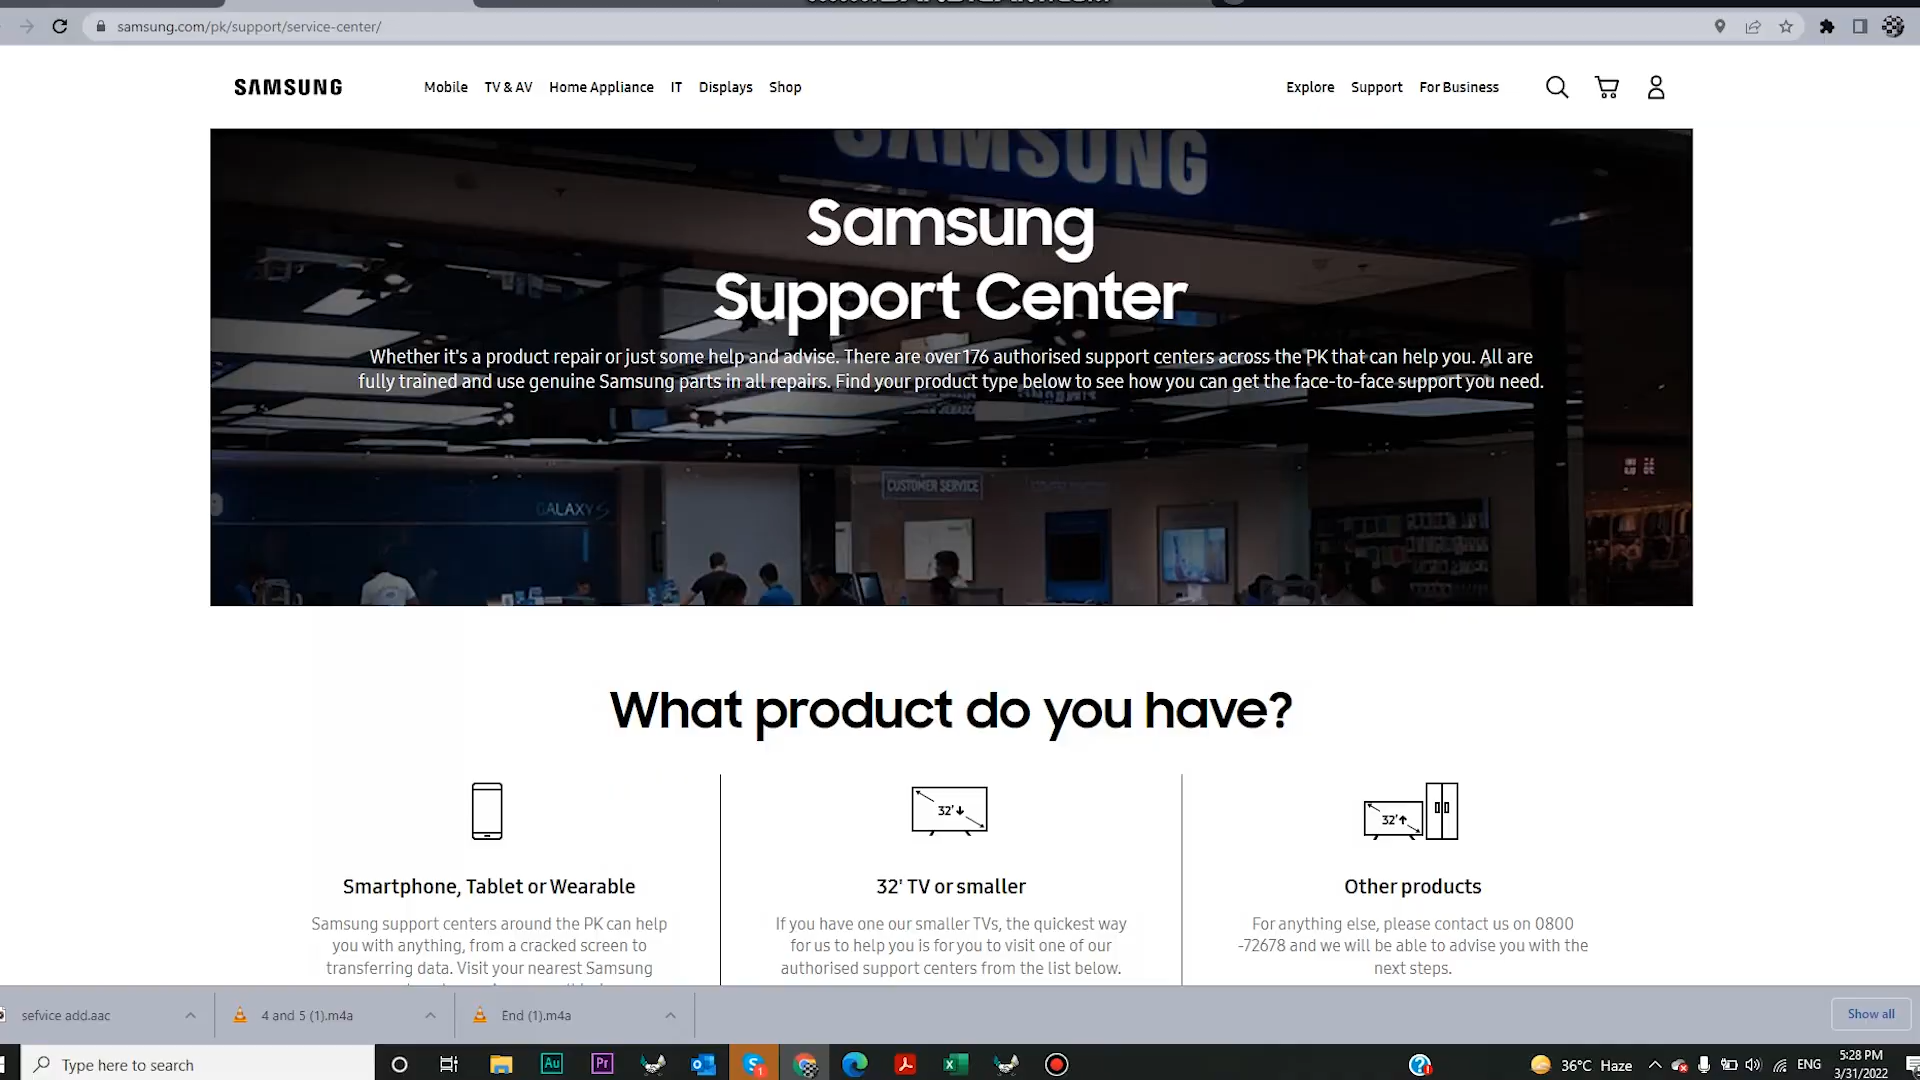 samsung.com/pk/support/service-center/
SAMSUNG Mobile TV & AV Home Appliance IT Displays Shop Explore Support For Business
SAMSUNG
Samsung
Support Center
Whether it's a product repair or just some help and advise. There are over 176 authorised support centers across the PK that can help you. All are
fully trained and use genuine Samsung parts in all repairs. Find your product type below to see how you can get the face-to-face support you need.
CUSTOMER SERVICE
GALAXY S
What product do you have?
32'
32'
Smartphone, Tablet or Wearable
Samsung support centers around the PK can help
you with anything, from a cracked screen to
transferring data. Visit your nearest Samsung
32' TV or smaller
If you have one our smaller TVs, the quickest way
for us to help you is for you to visit one of our
authorised support centers from the list below.
Other products
For anything else, please contact us on 0800
-72678 and we will be able to advise you with the
next steps.
sefvice add.aac 4 and 5 (1).m4a End (1).m4a Show all
Type here to search
Au Pr S 1
36°C Haze ENG
5:28 PM
3/31/2022